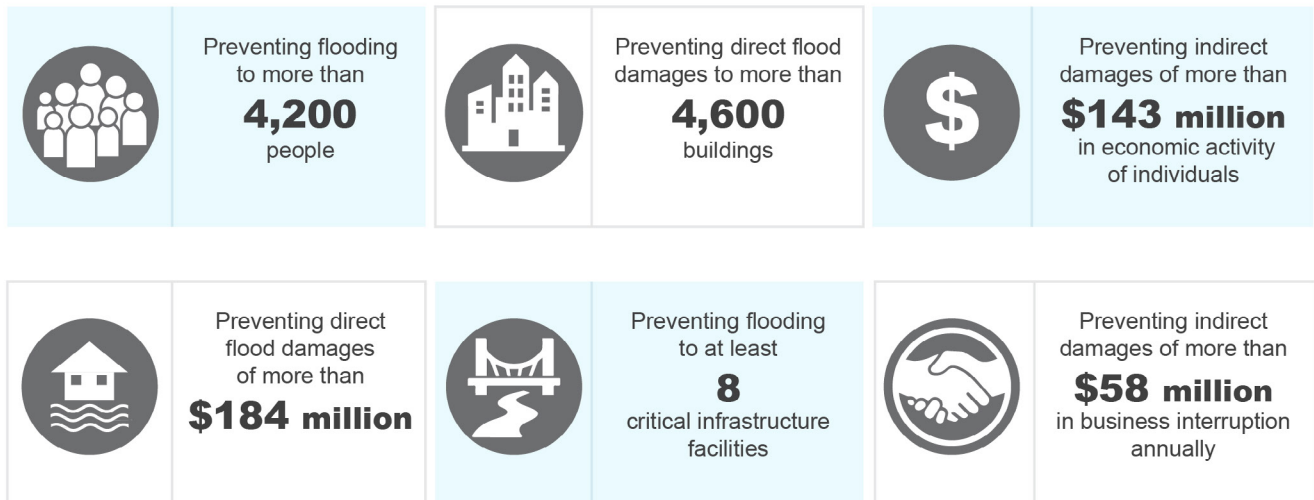 Preventing flooding
to more than
4,200
people
Preventing direct flood
damages to more than
4,600
buildings
$
Preventing indirect
damages of more than
$143 million
in economic activity
of individuals
Preventing direct
flood damages
of more than
$184 million
Preventing flooding
to at least
8
critical infrastructure
facilities
Preventing indirect
damages of more than
$58 million
in business interruption
annually